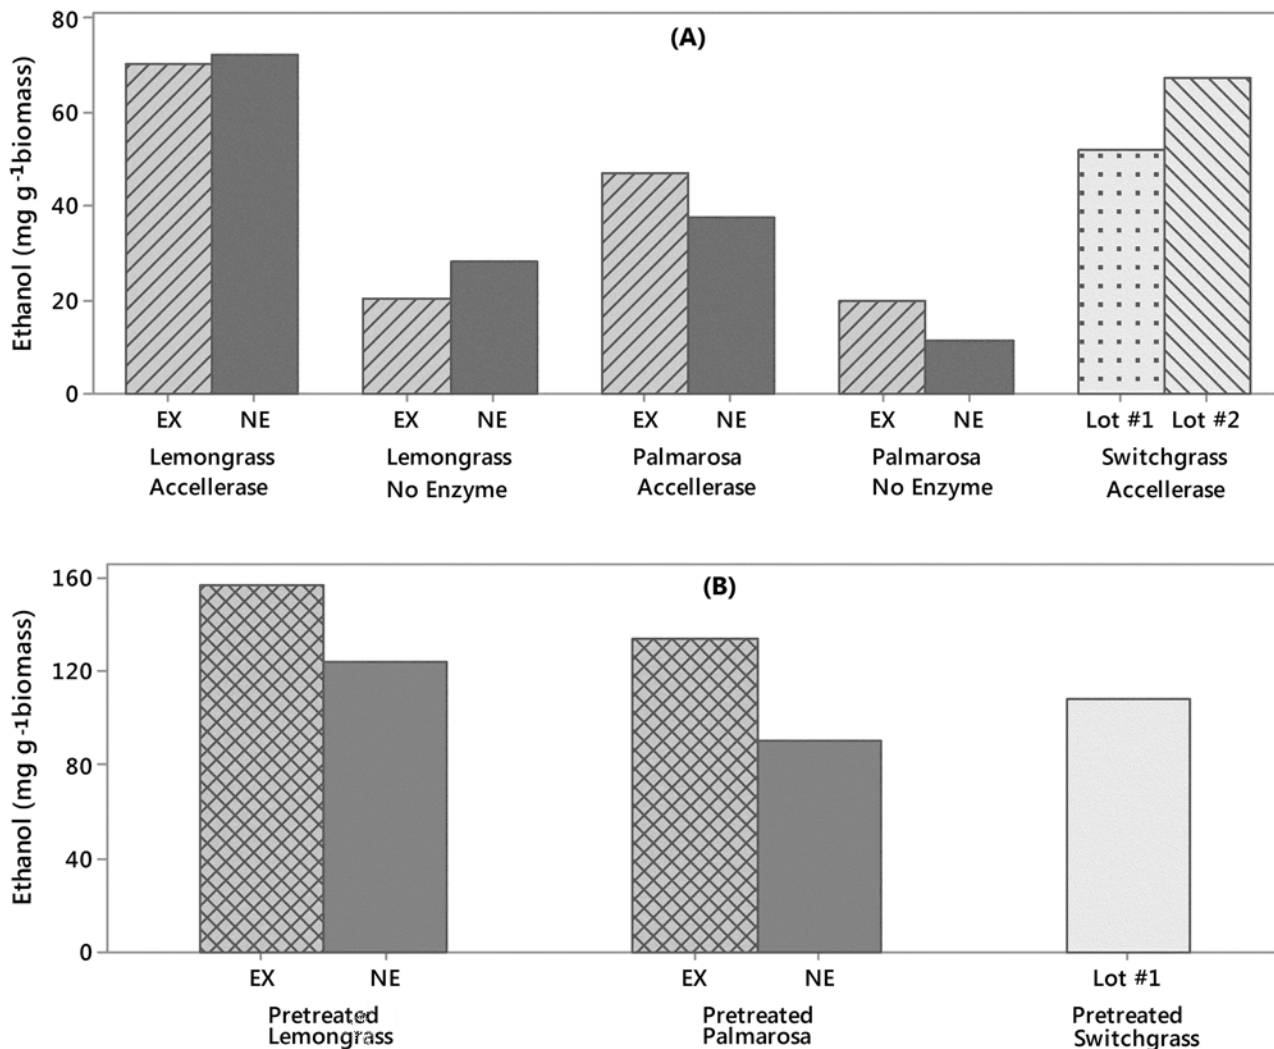 (A)
Ethanol (mg g⁻¹biomass)
80
60
40
20
0
EX NE EX NE EX NE EX NE Lot #1 Lot #2
Lemongrass Lemongrass Palmarosa Palmarosa Switchgrass
Accellerase No Enzyme Accellerase No Enzyme Accellerase
(B)
Ethanol (mg g⁻¹biomass)
160
120
80
40
0
EX NE EX NE Lot #1
Pretreated Pretreated Pretreated
Lemongrass Palmarosa Switchgrass